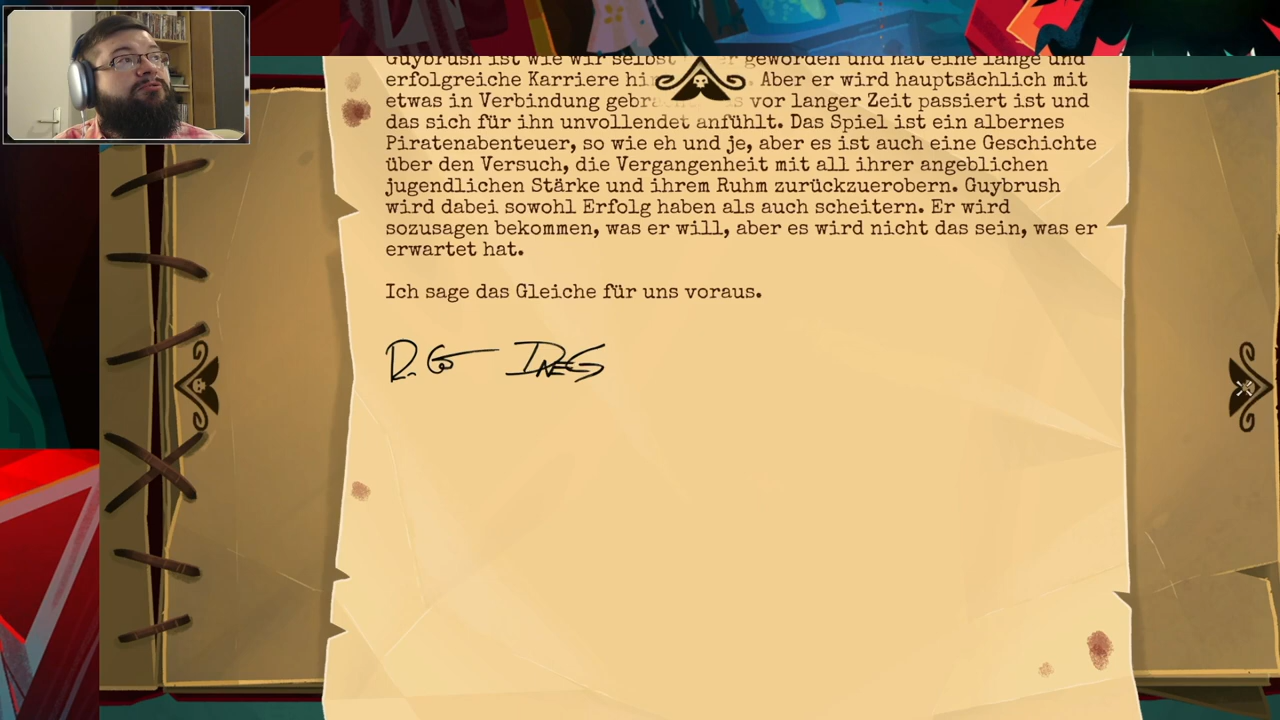 Guybrush ist wie wir selbst geworden und hat eine lange und
erfolgreiche Karriere Aber er wird hauptsächlich mit
etwas in Verbindung vor langer Zeit passiert ist und
das sich für ihn unvollendet anfühlt. Das Spiel ist ein albernes
Piratenabenteuer, so wie eh und je, aber es ist auch eine Geschichte
über den Versuch, die Vergangenheit mit all ihrer angeblichen
jugendlichen Stärke und ihrem Ruhm zurückzuerobern. Guybrush
wird dabei sowohl Erfolg haben als auch scheitern. Er wird
sozusagen bekommen, was er will, aber es wird nicht das sein, was er
erwartet hat.
Ich sage das Gleiche für uns voraus.